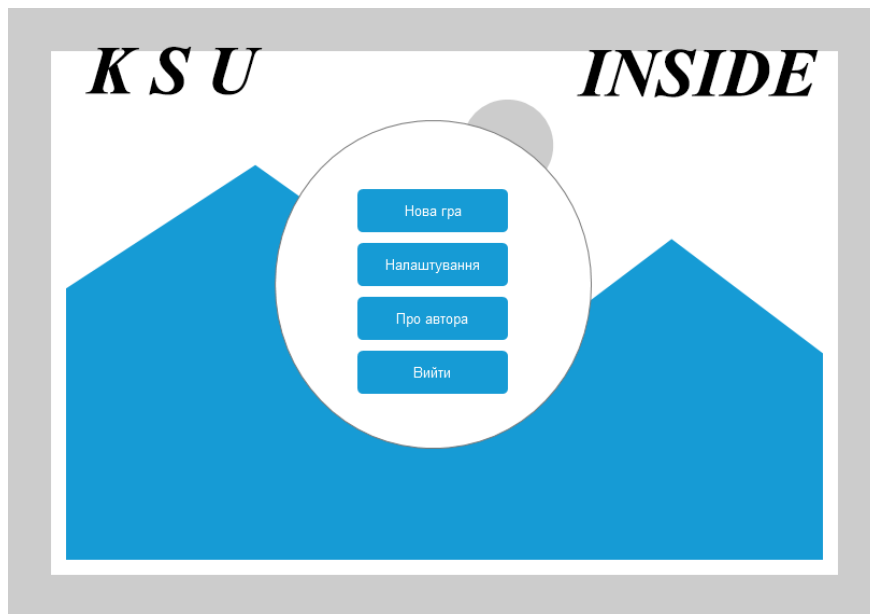 K S U
INSIDE
Нова гра
Налаштування
Про автора
Вийти